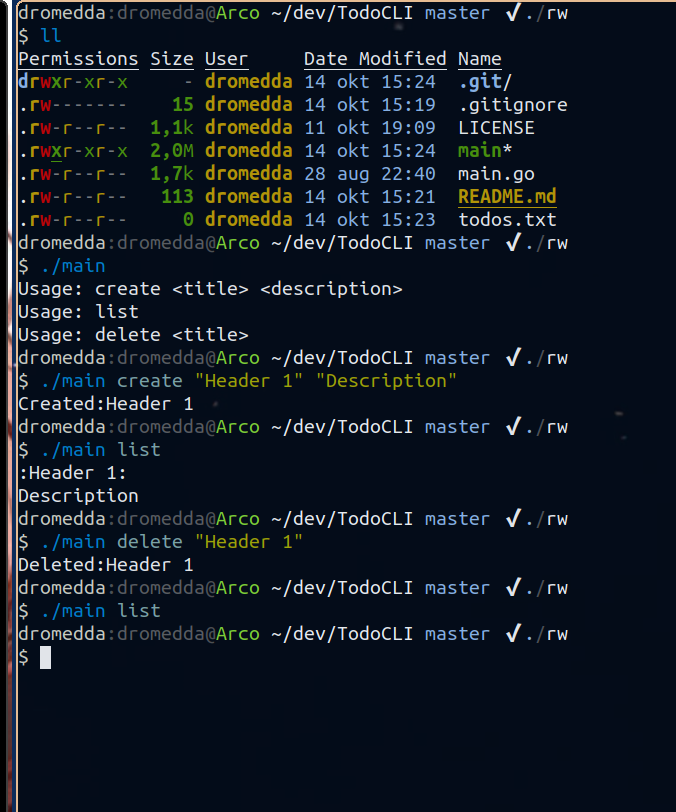 dromedda:dromedda@Arco ~/dev/TodoCLI master ✔./rw
$ ll
Permissions Size User Date Modified Name
drwxr-xr-x - dromedda 14 okt 15:24 .git/
.rw------- 15 dromedda 14 okt 15:19 .gitignore
.rw-r--r-- 1,1k dromedda 11 okt 19:09 LICENSE
.rwxr-xr-x 2,0M dromedda 14 okt 15:24 main*
.rw-r--r-- 1,7k dromedda 28 aug 22:40 main.go
.rw-r--r-- 113 dromedda 14 okt 15:21 README.md
.rw-r--r-- 0 dromedda 14 okt 15:23 todos.txt
dromedda:dromedda@Arco ~/dev/TodoCLI master ✔./rw
$ ./main
Usage: create <title> <description>
Usage: list
Usage: delete <title>
dromedda:dromedda@Arco ~/dev/TodoCLI master ✔./rw
$ ./main create "Header 1" "Description"
Created:Header 1
dromedda:dromedda@Arco ~/dev/TodoCLI master ✔./rw
$ ./main list
:Header 1:
Description
dromedda:dromedda@Arco ~/dev/TodoCLI master ✔./rw
$ ./main delete "Header 1"
Deleted:Header 1
dromedda:dromedda@Arco ~/dev/TodoCLI master ✔./rw
$ ./main list
dromedda:dromedda@Arco ~/dev/TodoCLI master ✔./rw
$